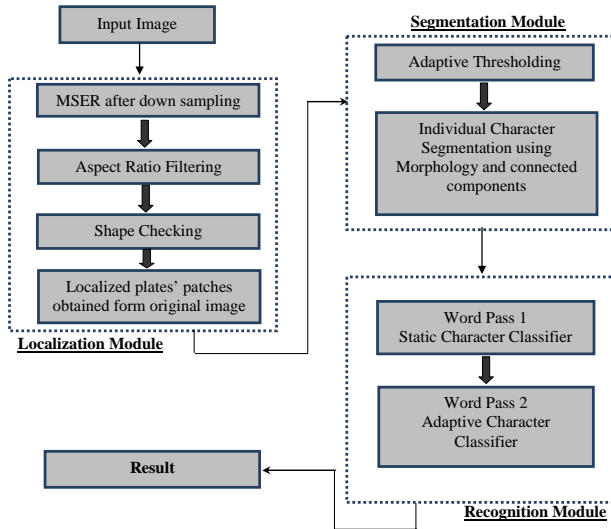 Input Image
MSER after down sampling
Aspect Ratio Filtering
Shape Checking
Localized plates’ patches
obtained form original image
Localization Module
Segmentation Module
Adaptive Thresholding
Individual Character
Segmentation using
Morphology and connected
components
Word Pass 1
Static Character Classifier
Word Pass 2
Adaptive Character
Classifier
Recognition Module
Result